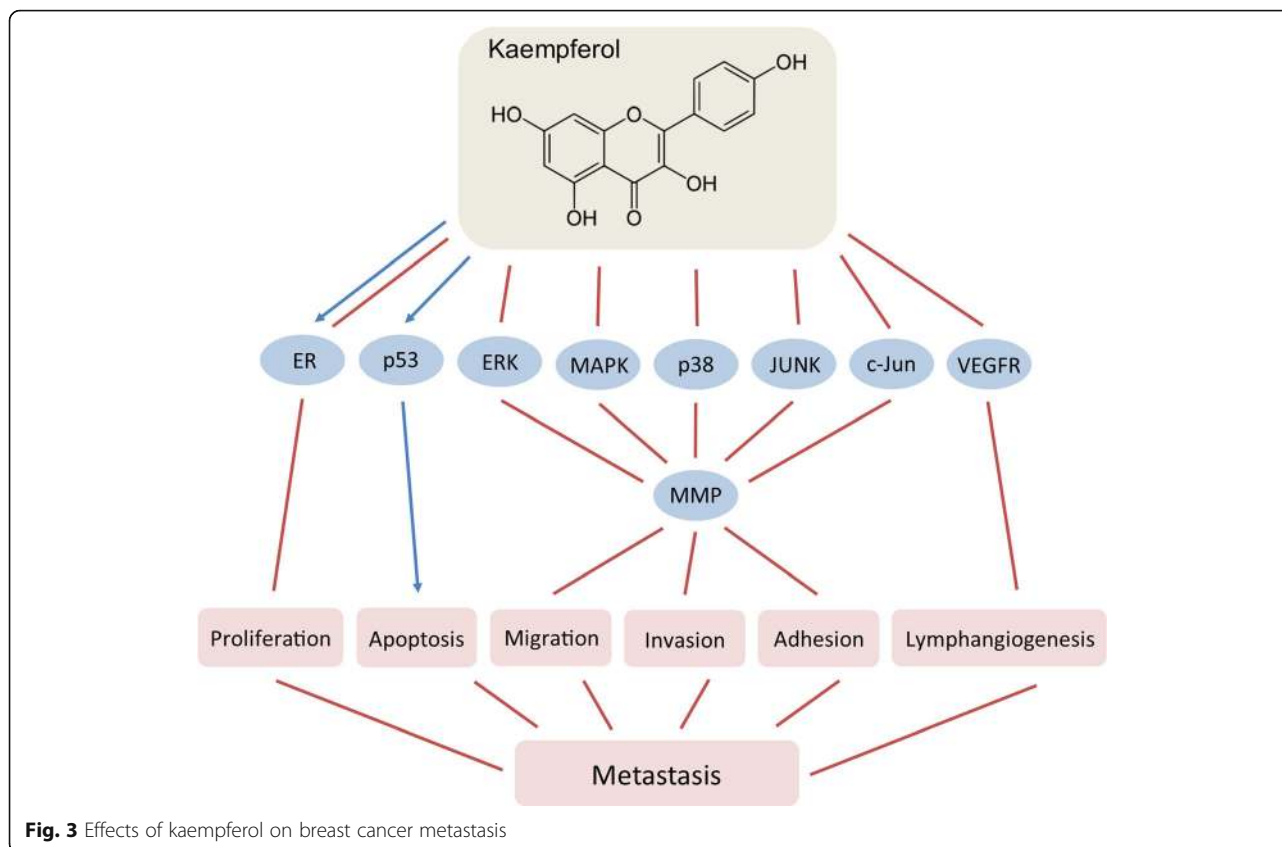 Kaempferol
OH
HO
O
OH
OH
O
ER
p53
ERK
MAPK
p38
JUNK
c-Jun
VEGFR
MMP
Proliferation
Apoptosis
Migration
Invasion
Adhesion
Lymphangiogenesis
Metastasis
Fig. 3 Effects of kaempferol on breast cancer metastasis